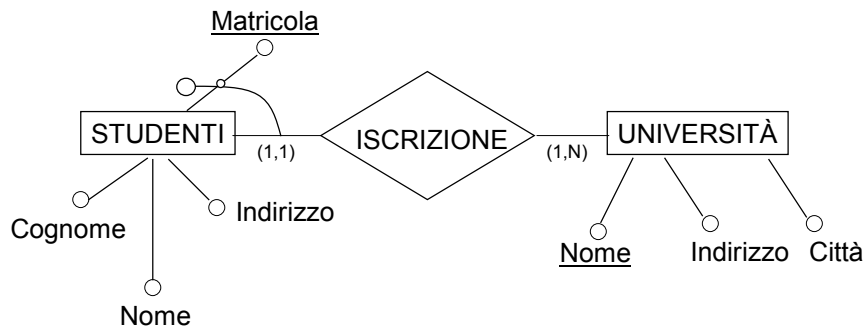 Matricola
STUDENTI
(1,1)
ISCRIZIONE
(1,N)
UNIVERSITÀ
Cognome
Indirizzo
Nome
Nome
Indirizzo
Città